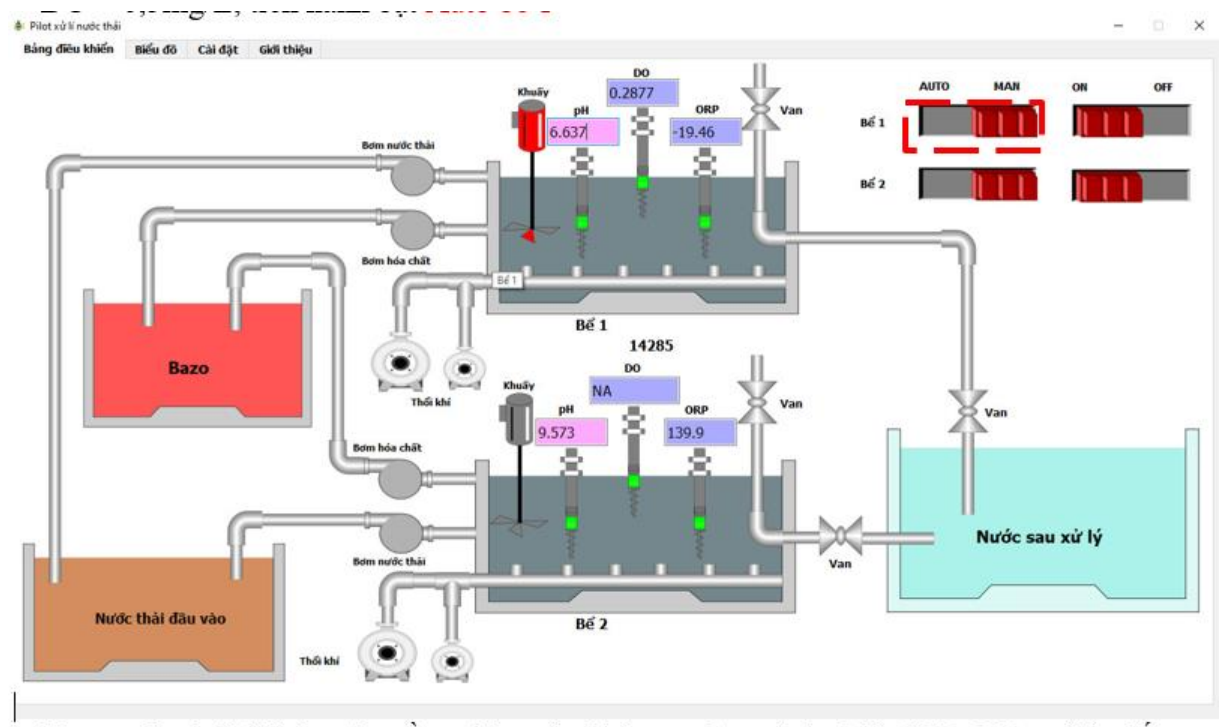 Pilot xử lí nước thải
Bảng điều khiển Biểu đồ Cài đặt Giới thiệu
DO
0.2877
Khuấy
pH
6.637
ORP
-19.46
Van
AUTO MAN ON OFF
Bể 1
Bể 2
Bơm nước thải
Bơm hóa chất
Bể 1
Bể 1
14285
Thổi khí
Bazo
DO
NA
Khuấy
pH
9.573
ORP
139.9
Van
Van
Bơm hóa chất
Bơm nước thải
Van
Nước sau xử lý
Nước thải đầu vào
Bể 2
Thổi khí